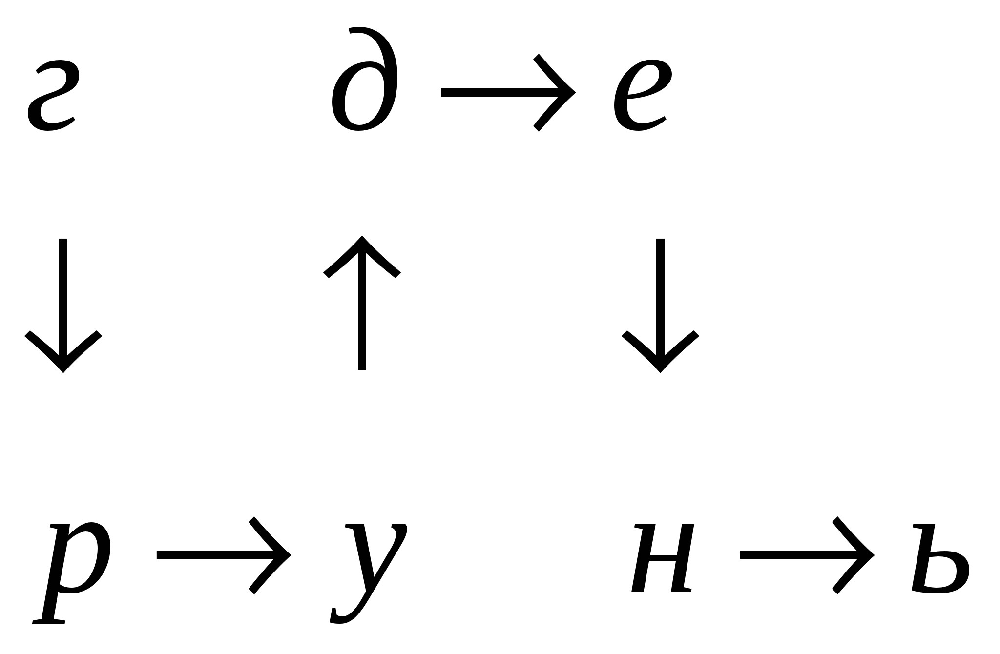 г д → е
↓ ↑ ↓
р → у н → ь